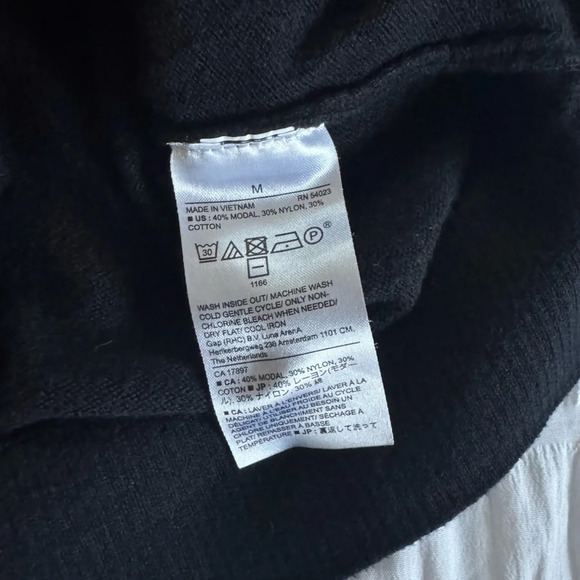 M
MADE IN VIETNAM RN 54023
■ US : 40% MODAL, 30% NYLON, 30%
COTTON
30 P ®
1166
WASH INSIDE OUT/ MACHINE WASH
COLD GENTLE CYCLE/ ONLY NON-
CHLORINE BLEACH WHEN NEEDED/
DRY FLAT/ COOL IRON
Gap (RHC) B.V. Luna ArenA
Herikerbergweg 238 Amsterdam 1101 CM,
The Netherlands
CA 17897
■ CA : 40% MODAL, 30% NYLON, 30%
COTON ■ JP : 40% レーヨン(モダー
ル), 30% ナイロン, 30% 綿
■ CA : LAVER À L'ENVERS/ LAVER À LA
MACHINE À L'EAU FROIDE AU CYCLE
DÉLICAT/ UTILISER AU BESOIN UN
AGENT DE BLANCHIMENT SANS
CHLORE UNIQUEMENT/ SÉCHAGE À
PLAT/ REPASSER À BASSE
TEMPÉRATURE ■ JP : 裏返して洗って